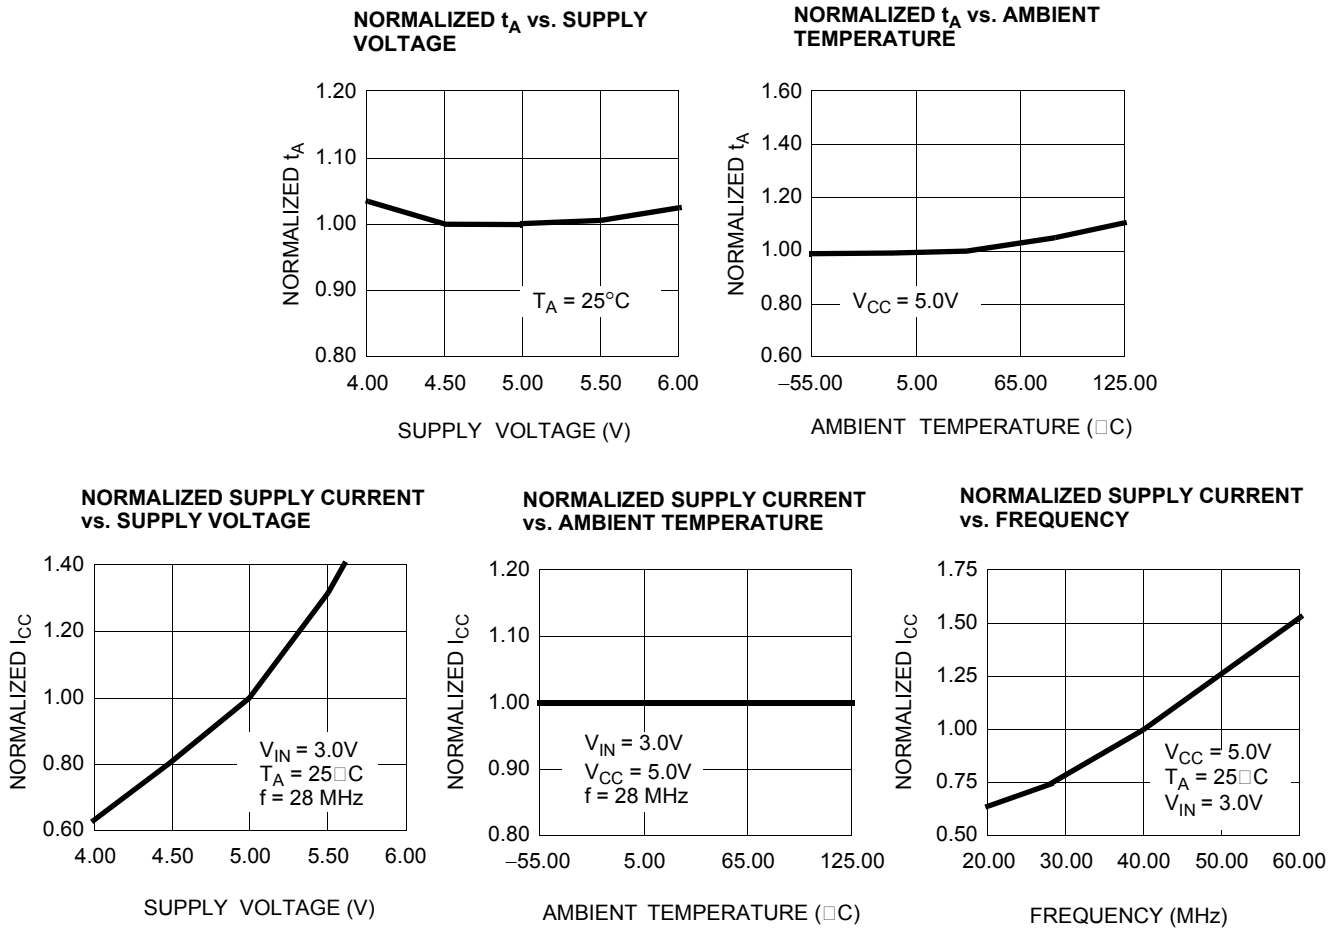 NORMALIZED tA vs. SUPPLY
VOLTAGE
1.20
1.10
1.00
0.90
0.80
NORMALIZED tA
TA = 25°C
4.00 4.50 5.00 5.50 6.00
SUPPLY VOLTAGE (V)
NORMALIZED tA vs. AMBIENT
TEMPERATURE
1.60
1.40
1.20
1.00
0.80
0.60
NORMALIZED tA
VCC = 5.0V
−55.00 5.00 65.00 125.00
AMBIENT TEMPERATURE (□C)
NORMALIZED SUPPLY CURRENT
vs. SUPPLY VOLTAGE
1.40
1.20
1.00
0.80
0.60
NORMALIZED ICC
VIN = 3.0V
TA = 25□C
f = 28 MHz
4.00 4.50 5.00 5.50 6.00
SUPPLY VOLTAGE (V)
NORMALIZED SUPPLY CURRENT
vs. AMBIENT TEMPERATURE
1.20
1.10
1.00
0.90
0.80
NORMALIZED ICC
VIN = 3.0V
VCC = 5.0V
f = 28 MHz
−55.00 5.00 65.00 125.00
AMBIENT TEMPERATURE (□C)
NORMALIZED SUPPLY CURRENT
vs. FREQUENCY
1.75
1.50
1.25
1.00
0.75
0.50
NORMALIZED ICC
VCC = 5.0V
TA = 25□C
VIN = 3.0V
20.00 30.00 40.00 50.00 60.00
FREQUENCY (MHz)